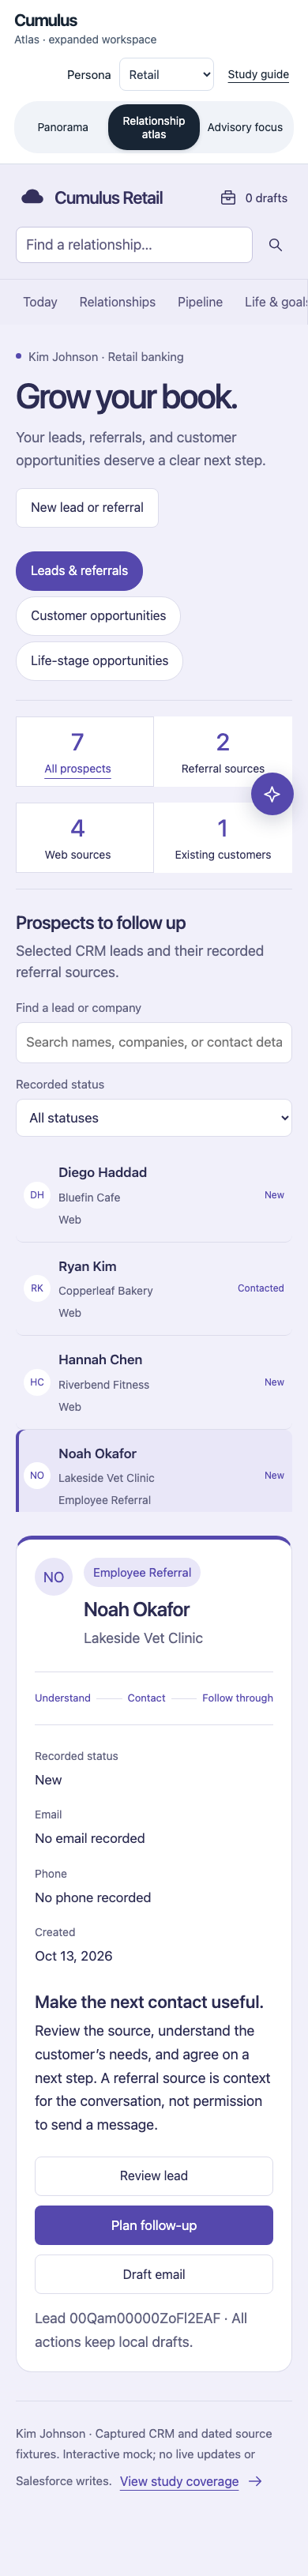 Cumulus
Atlas · expanded workspace
Persona
Retail
Study guide
Panorama
Relationship
atlas
Advisory focus
Cumulus Retail
0 drafts
Find a relationship...
Today
Relationships
Pipeline
Life & goals
Kim Johnson · Retail banking
Grow your book.
Your leads, referrals, and customer
opportunities deserve a clear next step.
New lead or referral
Leads & referrals
Customer opportunities
Life-stage opportunities
7
All prospects
2
Referral sources
4
Web sources
1
Existing customers
Prospects to follow up
Selected CRM leads and their recorded
referral sources.
Find a lead or company
Search names, companies, or contact data
Recorded status
All statuses
Diego Haddad
DH
Bluefin Cafe
New
Web
Ryan Kim
RK
Copperleaf Bakery
Contacted
Web
Hannah Chen
HC
Riverbend Fitness
New
Web
Noah Okafor
NO
Lakeside Vet Clinic
New
Employee Referral
NO
Employee Referral
Noah Okafor
Lakeside Vet Clinic
Understand
Contact
Follow through
Recorded status
New
Email
No email recorded
Phone
No phone recorded
Created
Oct 13, 2026
Make the next contact useful.
Review the source, understand the
customer's needs, and agree on a
next step. A referral source is context
for the conversation, not permission
to send a message.
Review lead
Plan follow-up
Draft email
Lead 00Qam00000ZoFl2EAF · All
actions keep local drafts.
Kim Johnson · Captured CRM and dated source
fixtures. Interactive mock; no live updates or
Salesforce writes. View study coverage →